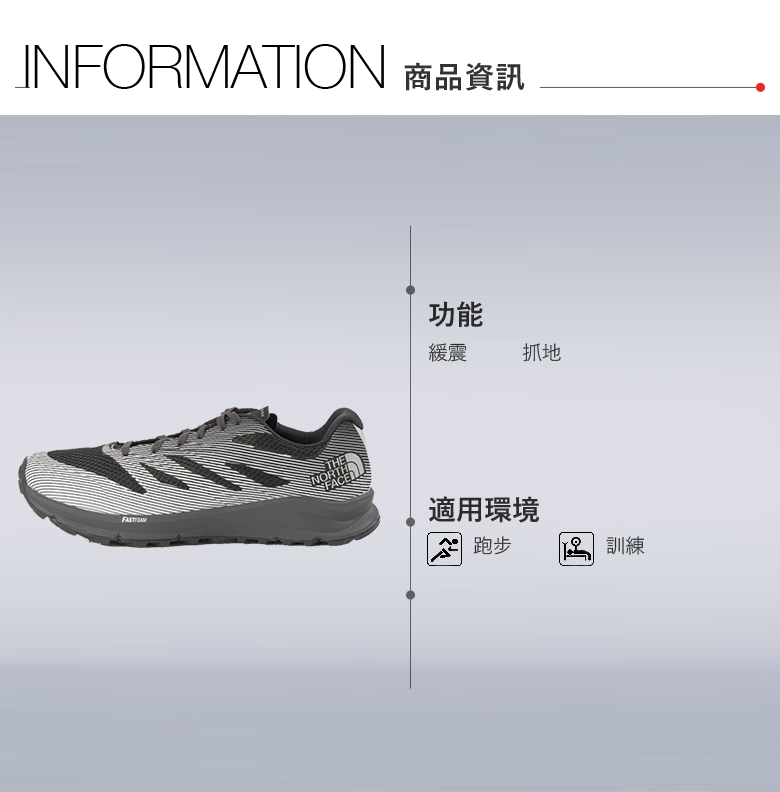 INFORMATION 商品資訊
功能
緩震 抓地
THE
NORTH
FACE
FASTFOAM
適用環境
跑步 訓練